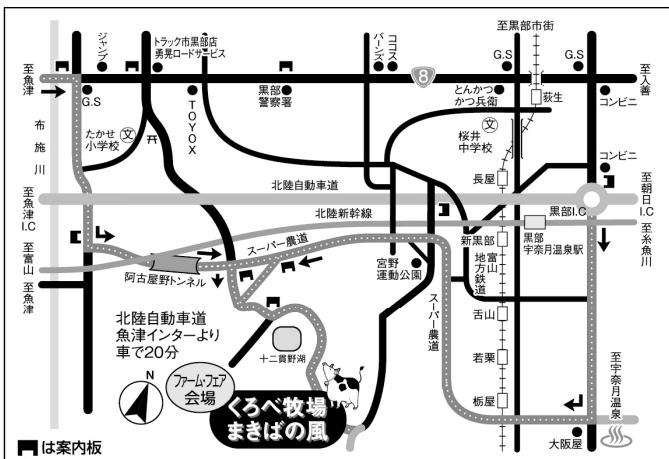 至黒部市街
ジャンプ
トラック市黒部店
勇晃ロードサービス
バーンズ
ココス
G.S
G.S
至魚津
8
至入善
G.S
TOYOX
黒部
警察署
とんかつ
かつ兵衛
荻生
コンビニ
布施川
たかせ
小学校
文
文
桜井
中学校
コンビニ
長屋
至魚津
I.C
北陸自動車道
至朝日
I.C
黒部I.C
北陸新幹線
至富山
スーパー農道
新黒部
黒部
宇奈月温泉駅
至糸魚川
至魚津
阿古屋野トンネル
宮野
運動公園
スーパー農道
富山
地方鉄道
舌山
北陸自動車道
魚津インターより
車で20分
十二貫野湖
若栗
至宇奈月温泉
N
ファーム・フェア
会場
くろべ牧場
まきばの風
栃屋
大阪屋
は案内板